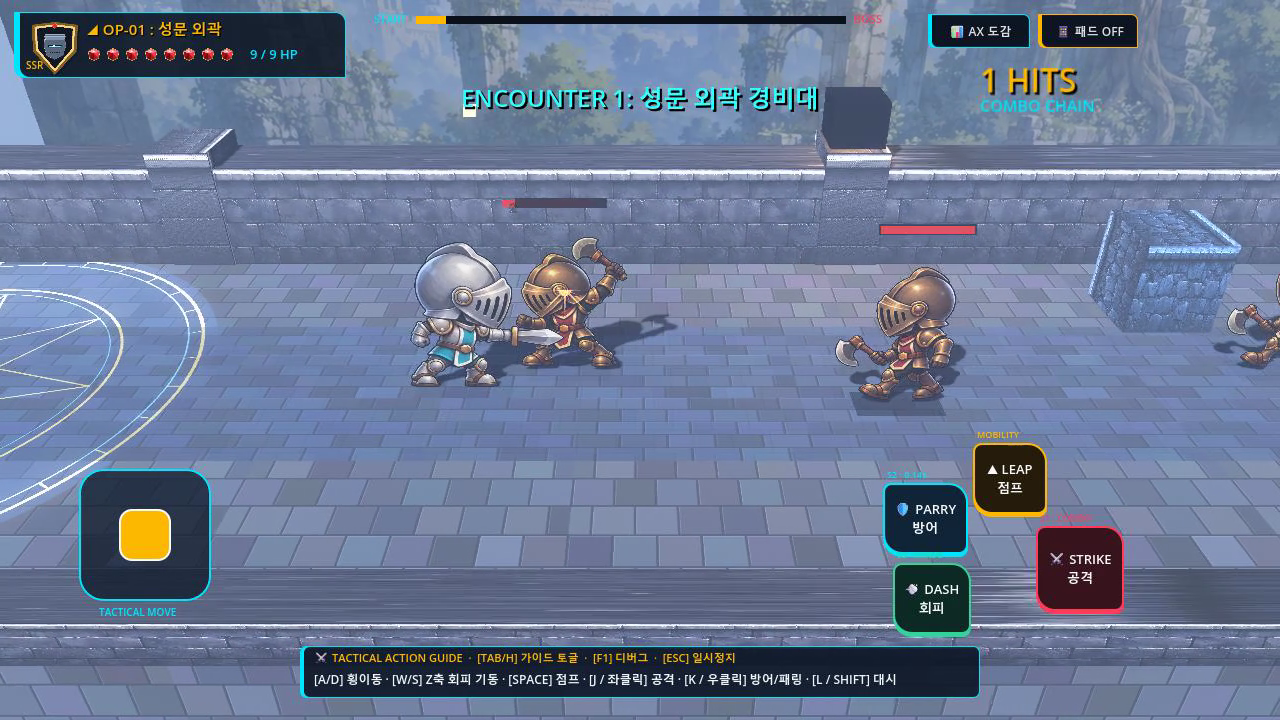 ◢ OP-01 : 성문 외곽
SSR
9 / 9 HP
START
BOSS
AX 도감
패드 OFF
1 HITS
COMBO CHAIN
ENCOUNTER 1: 성문 외곽 경비대
MOBILITY
▲ LEAP
점프
PARRY
방어
STRIKE
공격
DASH
회피
TACTICAL MOVE
TACTICAL ACTION GUIDE · [TAB/H] 가이드 토글 · [F1] 디버그 · [ESC] 일시정지
[A/D] 횡이동 · [W/S] Z축 회피 기동 · [SPACE] 점프 · [J / 좌클릭] 공격 · [K / 우클릭] 방어/패링 · [L / SHIFT] 대시